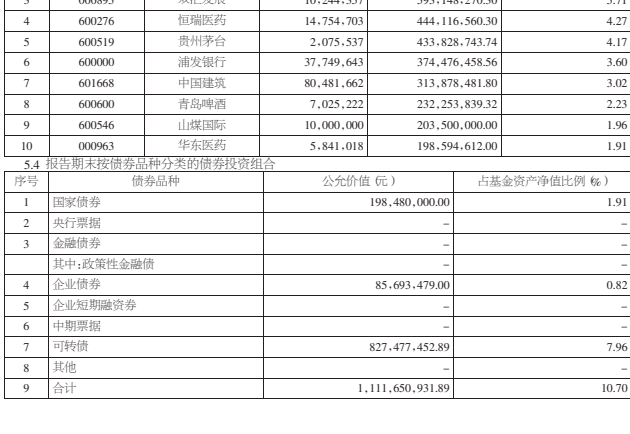 4 600276 恒瑞医药 14,754,703 444,116,560.30 4.27
5 600519 贵州茅台 2,075,537 433,828,743.74 4.17
6 600000 浦发银行 37,749,643 374,476,458.56 3.60
7 601668 中国建筑 80,481,662 313,878,481.80 3.02
8 600600 青岛啤酒 7,025,222 232,253,839.32 2.23
9 600546 山煤国际 10,000,000 203,500,000.00 1.96
10 000963 华东医药 5,841,018 198,594,612.00 1.91
5.4 报告期末按债券品种分类的债券投资组合
序号 债券品种 公允价值(元) 占基金资产净值比例(%)
1 国家债券 198,480,000.00 1.91
2 央行票据 – –
3 金融债券 – –
其中:政策性金融债 – –
4 企业债券 85,693,479.00 0.82
5 企业短期融资券 – –
6 中期票据 – –
7 可转债 827,477,452.89 7.96
8 其他 – –
9 合计 1,111,650,931.89 10.70